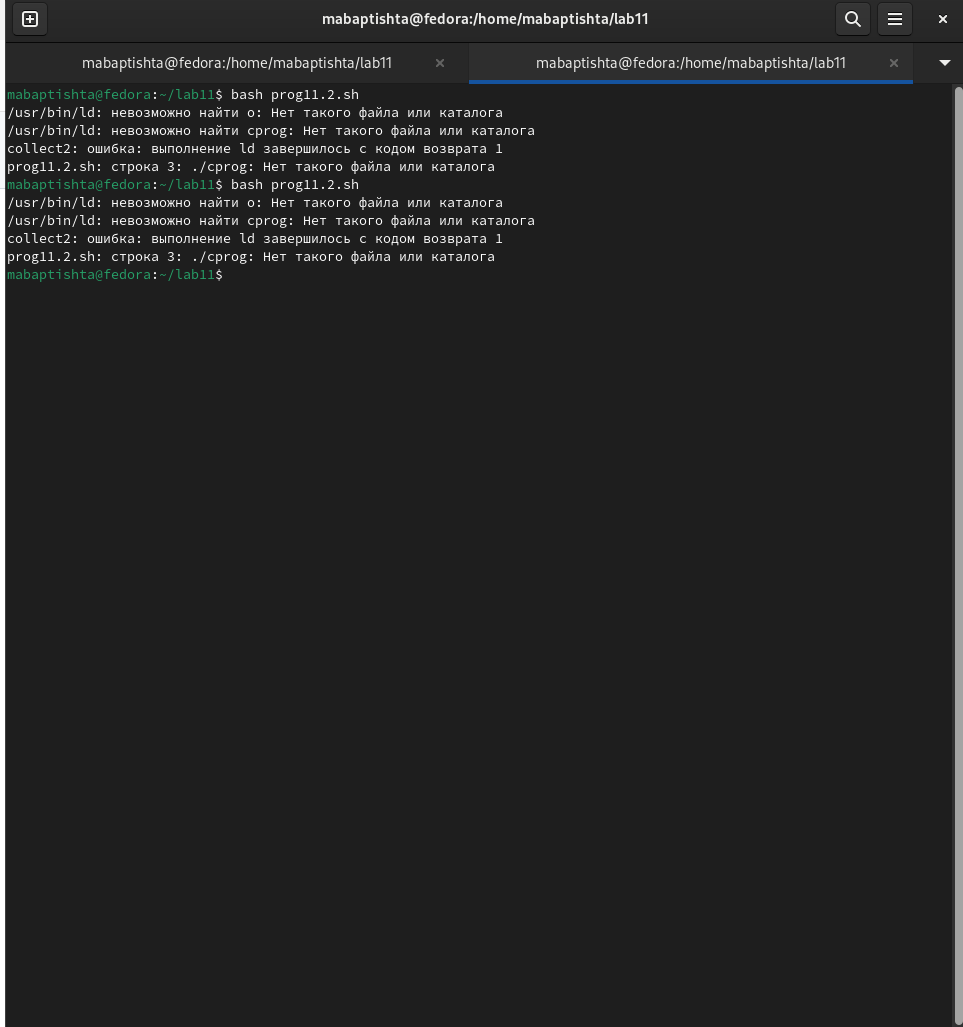 mabaptishta@fedora:/home/mabaptishta/lab11
mabaptishta@fedora:/home/mabaptishta/lab11
mabaptishta@fedora:/home/mabaptishta/lab11
mabaptishta@fedora:~/lab11$ bash prog11.2.sh
/usr/bin/ld: невозможно найти o: Нет такого файла или каталога
/usr/bin/ld: невозможно найти cprog: Нет такого файла или каталога
collect2: ошибка: выполнение ld завершилось с кодом возврата 1
prog11.2.sh: строка 3: ./cprog: Нет такого файла или каталога
mabaptishta@fedora:~/lab11$ bash prog11.2.sh
/usr/bin/ld: невозможно найти o: Нет такого файла или каталога
/usr/bin/ld: невозможно найти cprog: Нет такого файла или каталога
collect2: ошибка: выполнение ld завершилось с кодом возврата 1
prog11.2.sh: строка 3: ./cprog: Нет такого файла или каталога
mabaptishta@fedora:~/lab11$